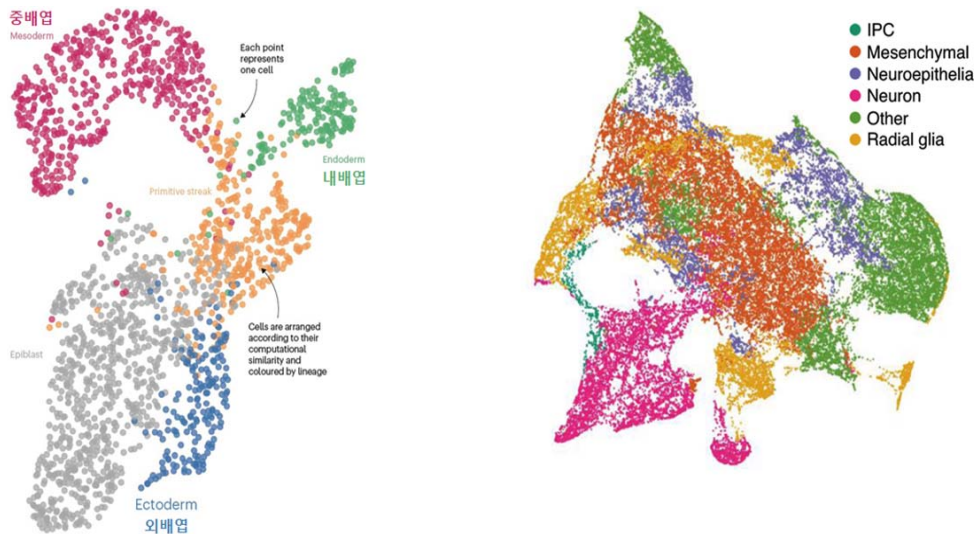 중배엽
Mesoderm
Each point
represents
one cell
Endoderm
내배엽
Primitive streak
Epiblast
Cells are arranged
according to their
computational
similarity and
coloured by lineage
Ectoderm
외배엽
IPC
Mesenchymal
Neuroepithelia
Neuron
Other
Radial glia